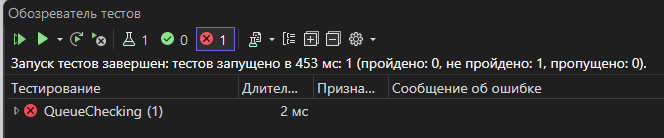 Обозреватель тестов
1 0 1
Запуск тестов завершен: тестов запущено в 453 мс: 1 (пройдено: 0, не пройдено: 1, пропущено: 0).
Тестирование Длител... Призна... Сообщение об ошибке
QueueChecking (1) 2 мс